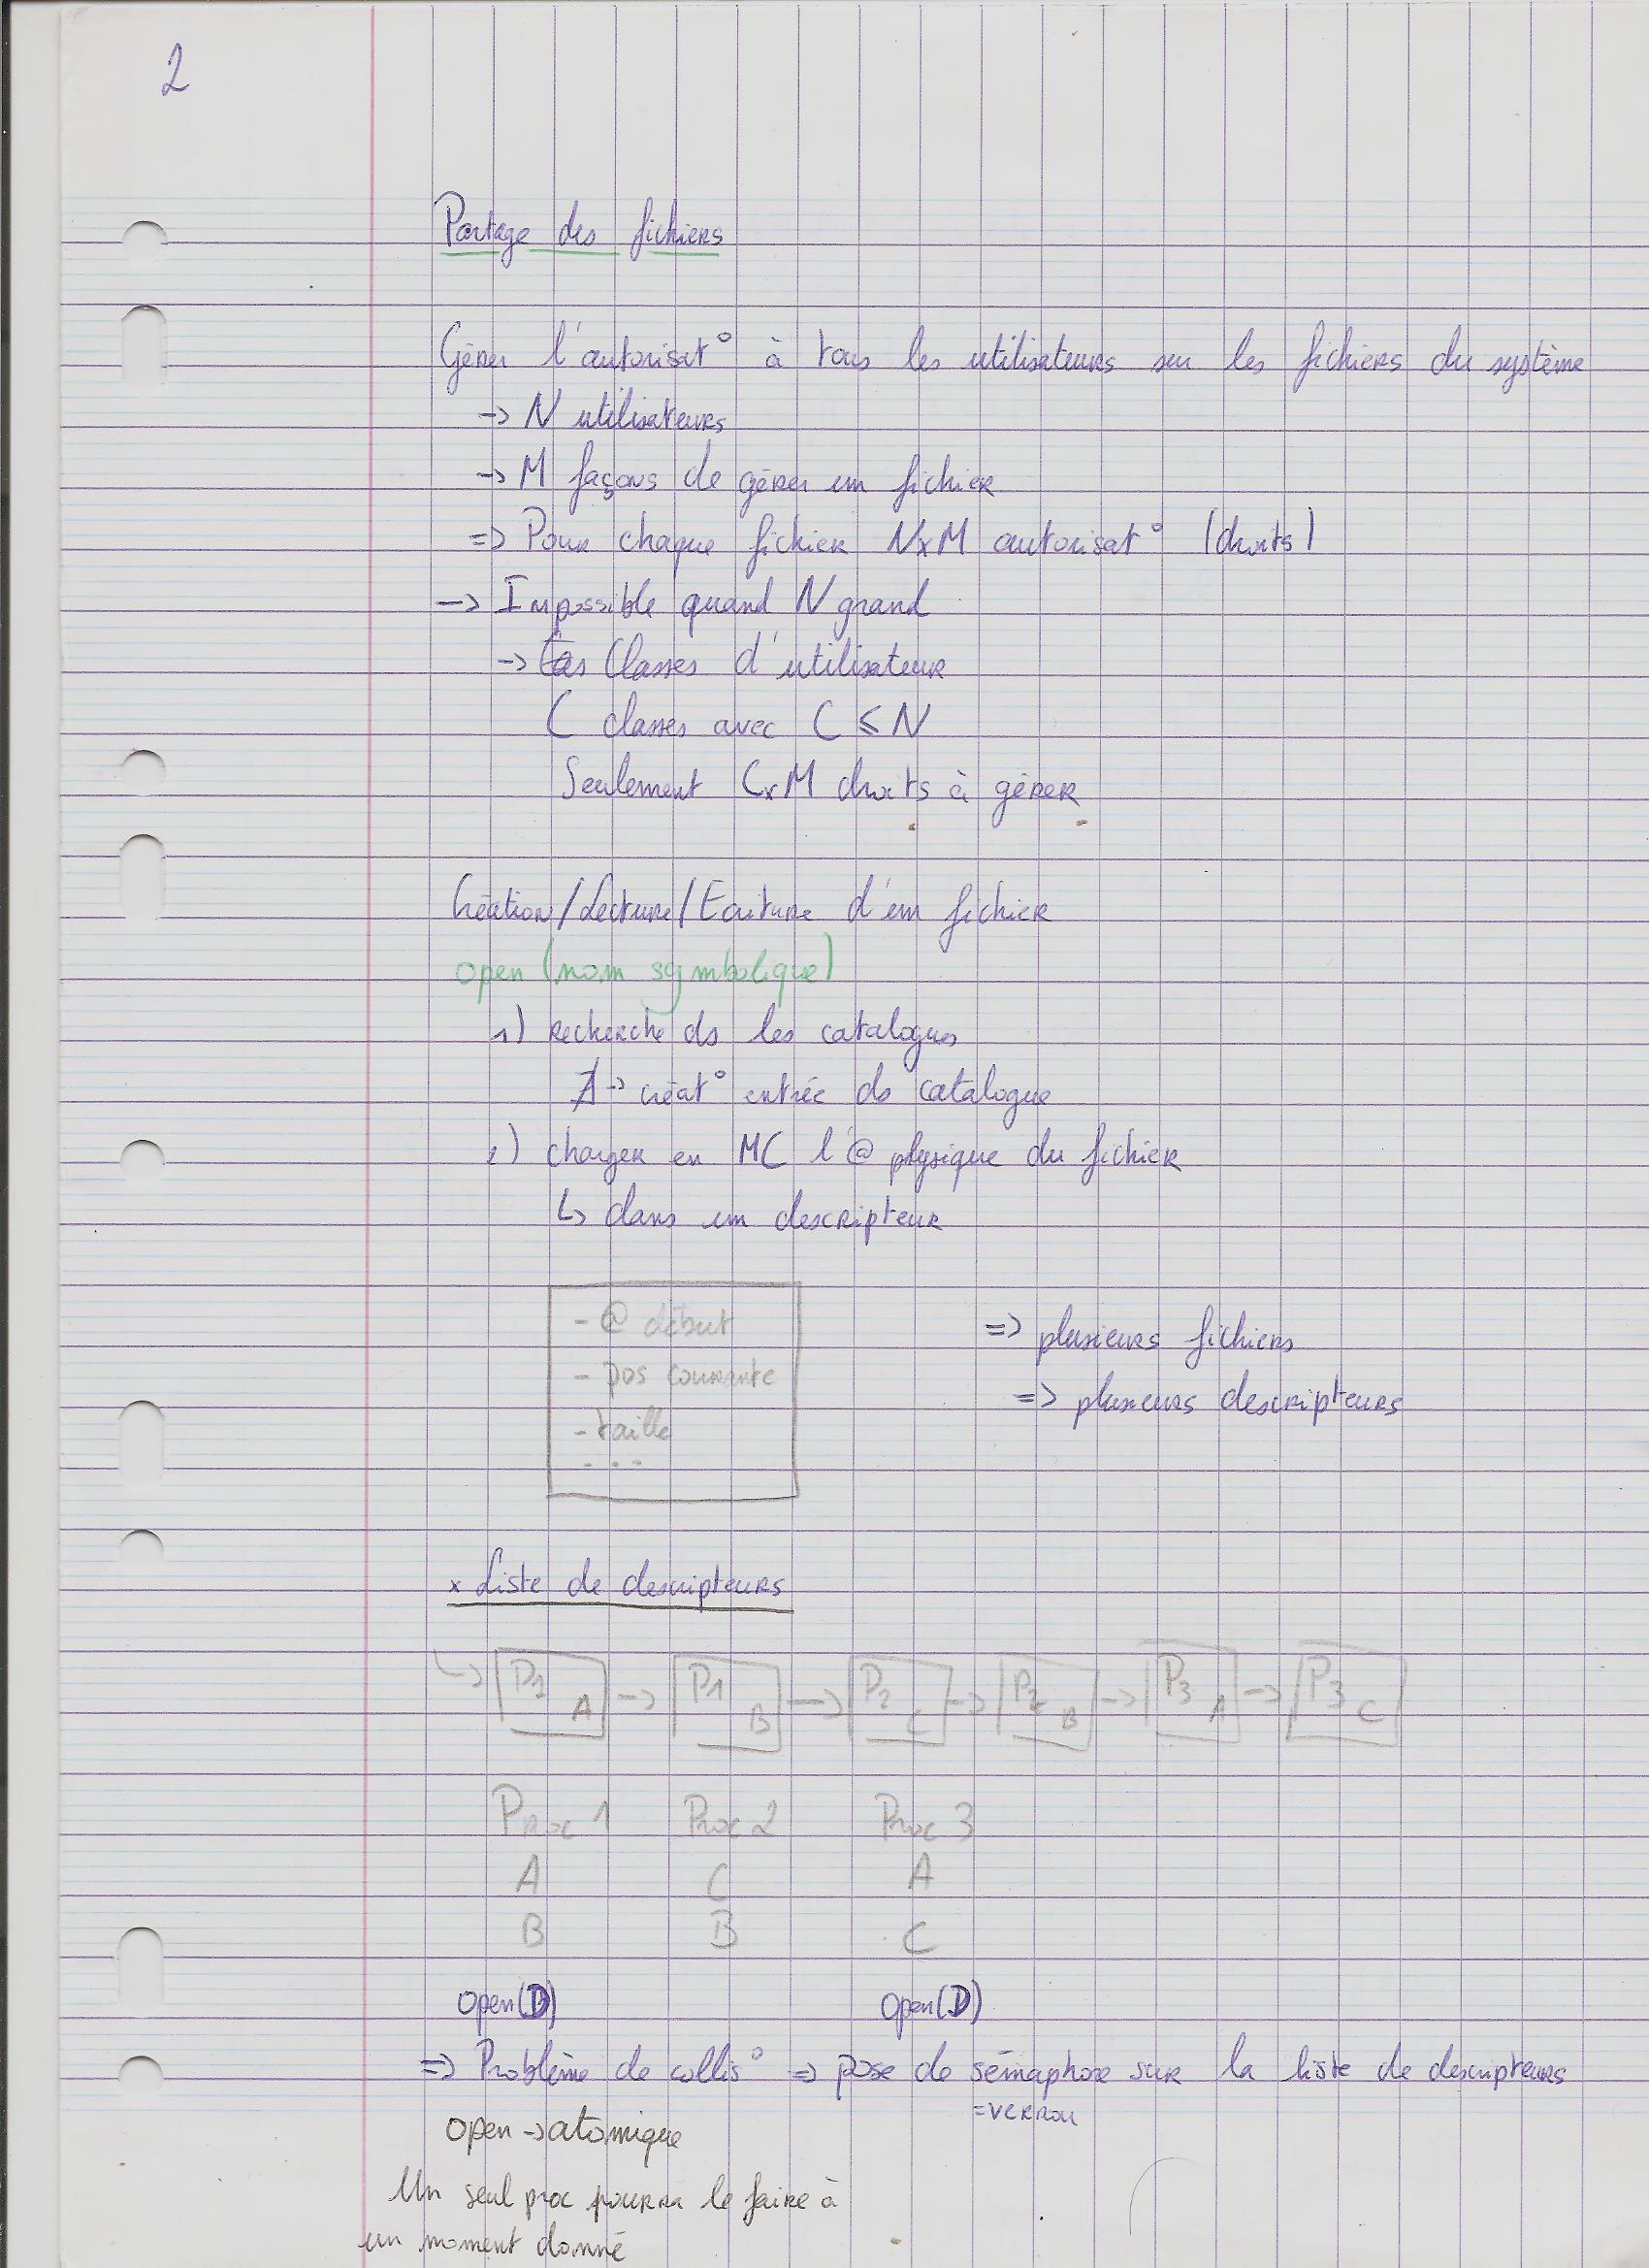 2
Partage des fichiers
Gérer l'autorisat° à tous les utilisateurs sur les fichiers du système
-> N utilisateurs
-> M façons de gérer un fichier
=> Pour chaque fichier NxM autorisat° (droits)
-> Impossible quand N grand
-> Classes d'utilisateur
C classes avec C ≤ N
Seulement CxM droits à gérer
Création/Lecture/Ecriture d'un fichier
open (nom symbolique)
1) recherche ds les catalogues
∄ -> créat° entrée ds catalogue
2) charger en MC l'@ physique du fichier
↳ dans un descripteur
- @ début
- pos courante
- taille
...
=> plusieurs fichiers
=> plusieurs descripteurs
x Liste de descripteurs
↳ P1 A -> P1 B -> P2 C -> P2 B -> P3 A -> P3 C
Proc 1 Proc 2 Proc 3
A C A
B B C
open(D) open(D)
=> Problème de collis° => pose de sémaphore sur la liste de descripteurs
=verrou
open -> atomique
Un seul proc pourra le faire à
un moment donné